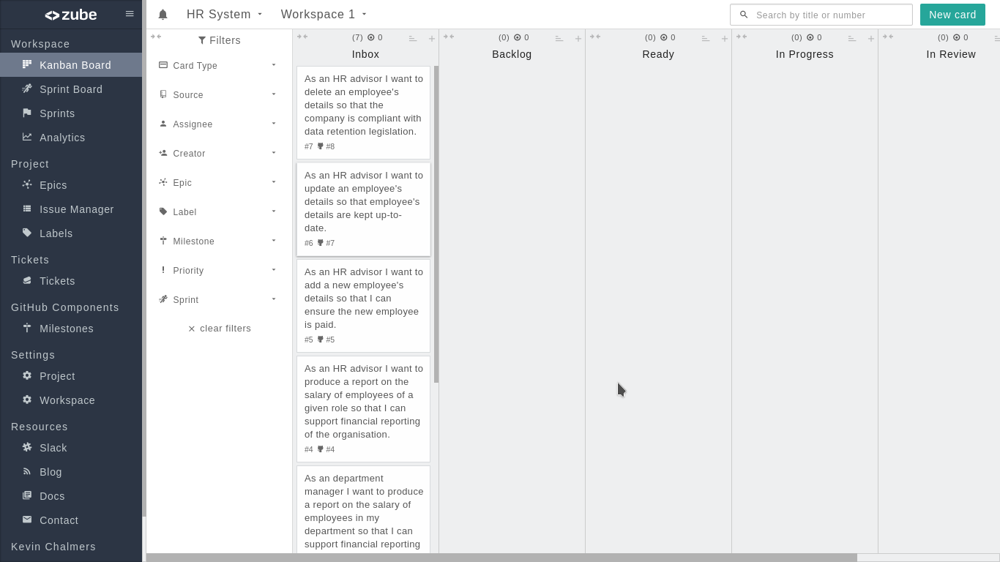 zube
Workspace
Kanban Board
Sprint Board
Sprints
Analytics
Project
Epics
Issue Manager
Labels
Tickets
Tickets
GitHub Components
Milestones
Settings
Project
Workspace
Resources
Slack
Blog
Docs
Contact
Kevin Chalmers
HR System
Workspace 1
Search by title or number
New card
Filters
Card Type
Source
Assignee
Creator
Epic
Label
Milestone
Priority
Sprint
clear filters
(7) 0
Inbox
As an HR advisor I want to
delete an employee's
details so that the
company is compliant with
data retention legislation.
#7 #8
As an HR advisor I want to
update an employee's
details so that employee's
details are kept up-to-
date.
#6 #7
As an HR advisor I want to
add a new employee's
details so that I can
ensure the new employee
is paid.
#5 #5
As an HR advisor I want to
produce a report on the
salary of employees of a
given role so that I can
support financial reporting
of the organisation.
#4 #4
As an department
manager I want to produce
a report on the salary of
employees in my
department so that I can
support financial reporting
(0) 0
Backlog
(0) 0
Ready
(0) 0
In Progress
(0) 0
In Review